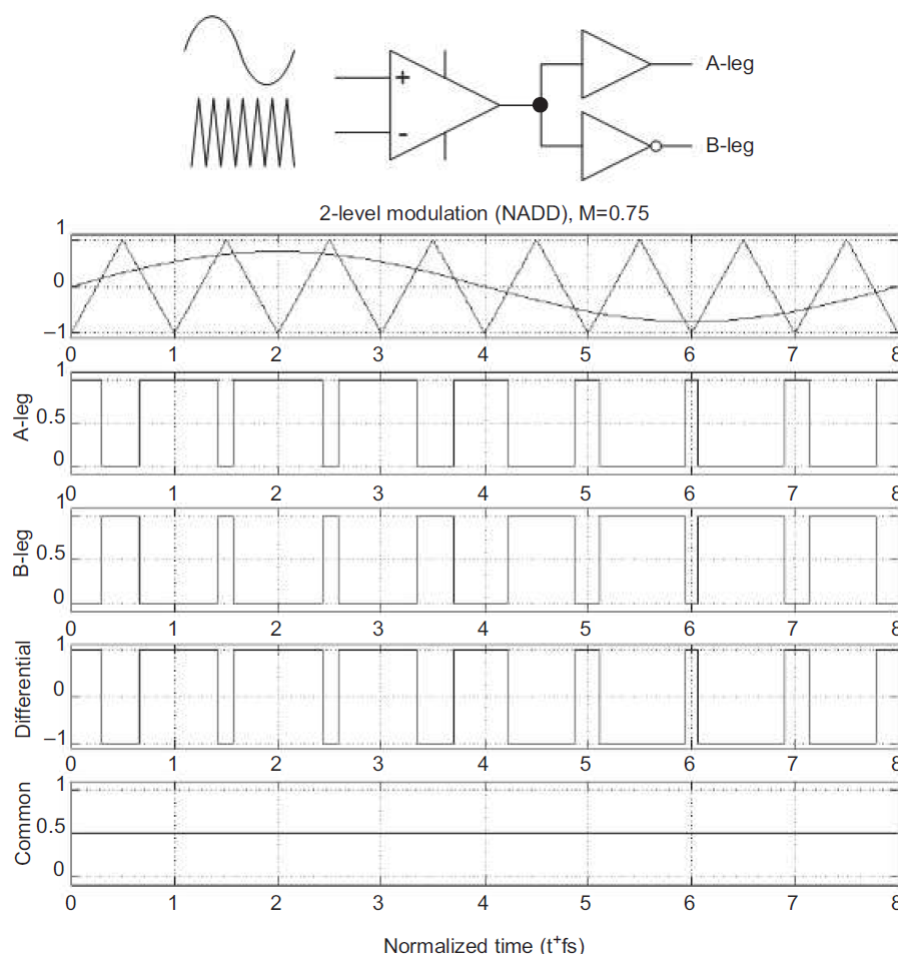 +
-
A-leg
B-leg
2-level modulation (NADD), M=0.75
1
0
–1
0 1 2 3 4 5 6 7 8
A-leg
1
0.5
0
0 1 2 3 4 5 6 7 8
B-leg
1
0.5
0
0 1 2 3 4 5 6 7 8
Differential
1
0
–1
0 1 2 3 4 5 6 7 8
Common
1
0.5
0
0 1 2 3 4 5 6 7 8
Normalized time (t+fs)